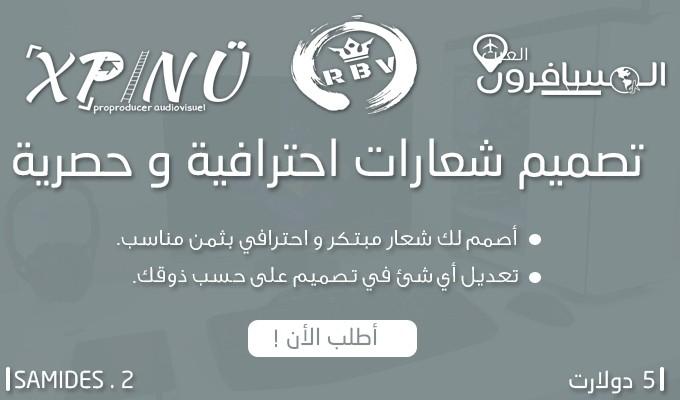 XPINÜ
proproducer audiovisuel
RBV
المسافرون
العرب
تصميم شعارات احترافية و حصرية
أصمم لك شعار مبتكر و احترافي بثمن مناسب.
تعديل أي شئ في تصميم على حسب ذوقك.
أطلب الأن !
SAMIDES . 2
5 دولارت